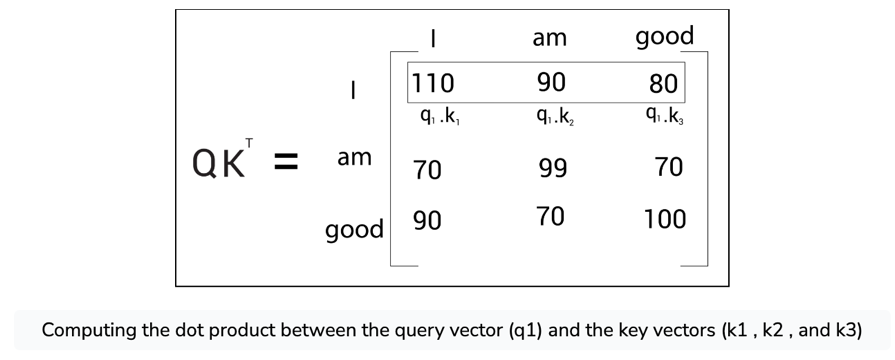 I am good
I 110 90 80
q₁.k₁ q₁.k₂ q₁.k₃
QKᵀ = am 70 99 70
good 90 70 100
Computing the dot product between the query vector (q1) and the key vectors (k1 , k2 , and k3)